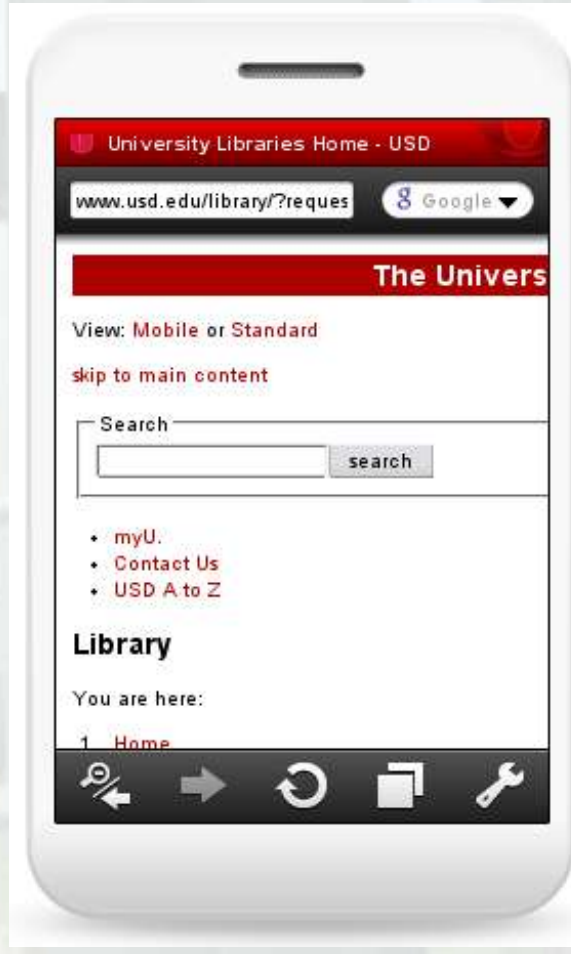 University Libraries Home - USD
www.usd.edu/library/?reques
g Google
The Univers
View: Mobile or Standard
skip to main content
Search
search
• myU.
• Contact Us
• USD A to Z
Library
You are here:
1. Home